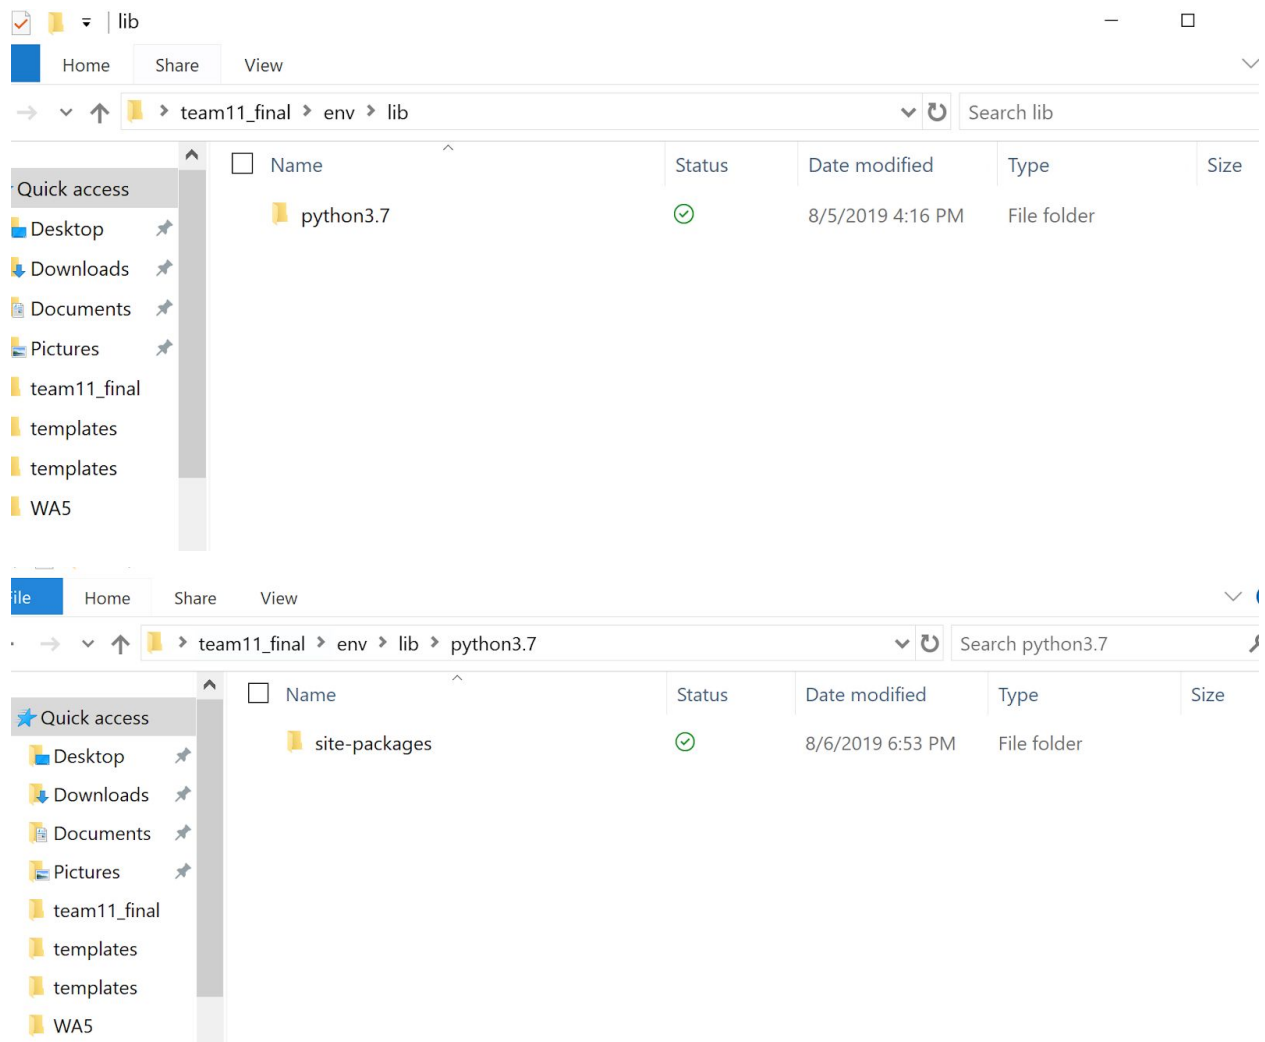 lib
Home Share View
team11_final > env > lib Search lib
Name Status Date modified Type Size
Quick access
python3.7 8/5/2019 4:16 PM File folder
Desktop
Downloads
Documents
Pictures
team11_final
templates
templates
WA5
ile Home Share View
team11_final > env > lib > python3.7 Search python3.7
Name Status Date modified Type Size
Quick access
site-packages 8/6/2019 6:53 PM File folder
Desktop
Downloads
Documents
Pictures
team11_final
templates
templates
WA5